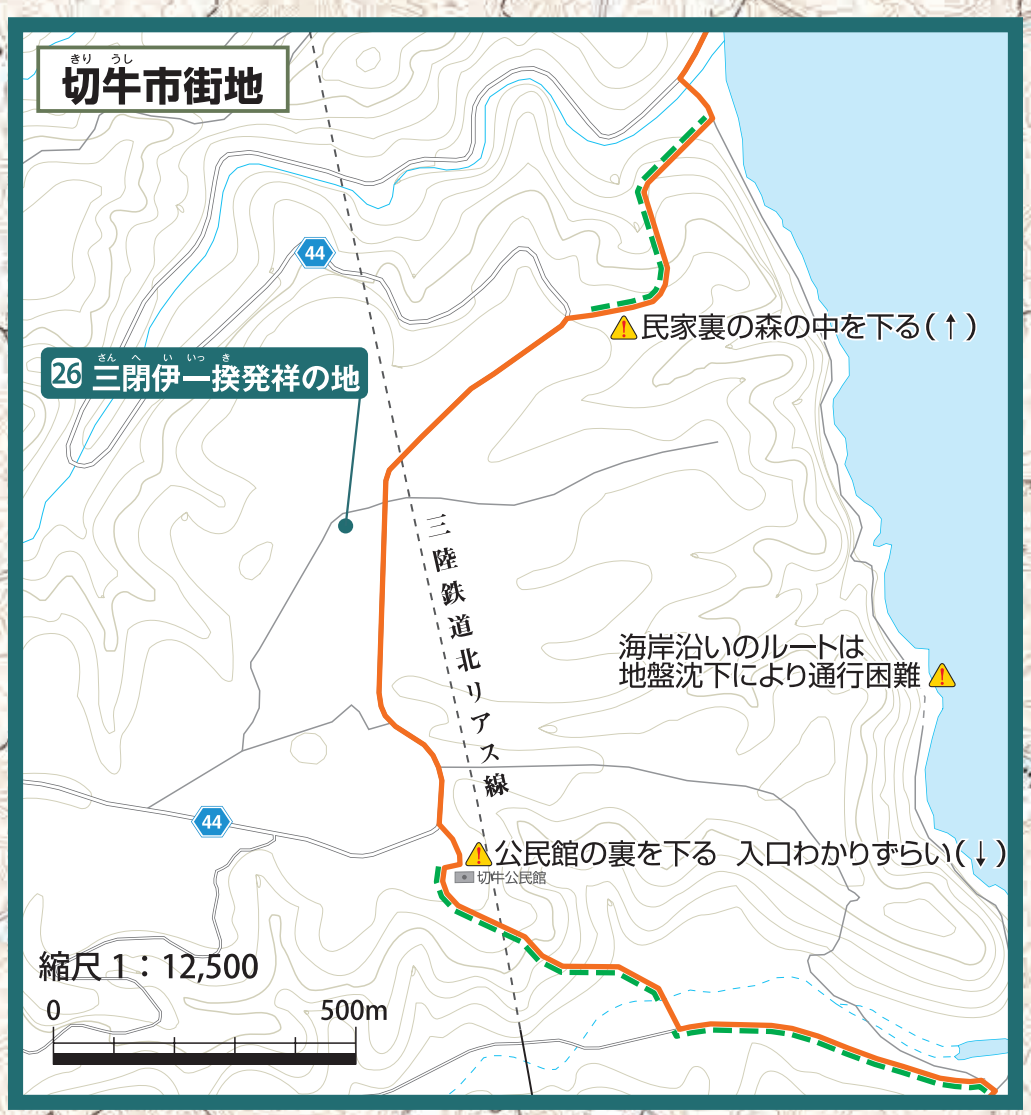 きり うし
切牛市街地
44
民家裏の森の中を下る(↑)
さん へ い いっ き
26 三閉伊一揆発祥の地
三陸鉄道北リアス線
海岸沿いのルートは
地盤沈下により通行困難
44
公民館の裏を下る 入口わかりずらい(↓)
切牛公民館
縮尺 1:12,500
0 500m